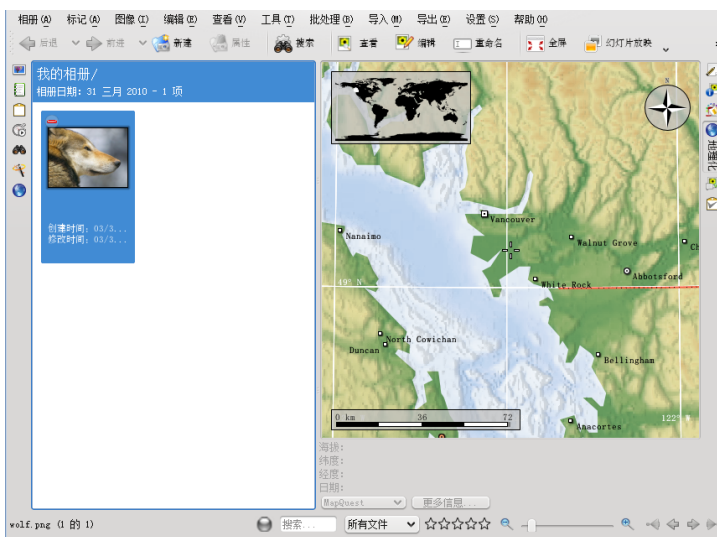 相册(A) 标记(C) 图像(I) 编辑(E) 查看(V) 工具(T) 批处理(B) 导入(M) 导出(E) 设置(S) 帮助(H)
后退 前进 新建 属性 搜索 查看 编辑 重命名 全屏 幻灯片放映
我的相册/
相册日期: 31 三月 2010 - 1 项
创建时间: 03/3...
修改时间: 03/3...
N
Vancouver
Nanaimo
Walnut Grove
Ch
Abbotsford
49° N
White Rock
North Cowichan
Duncan
Bellingham
0 km 36 72
122° W
Anacortes
海拔:
纬度:
经度:
日期:
MapQuest 更多信息...
wolf.png (1 的 1) 搜索... 所有文件